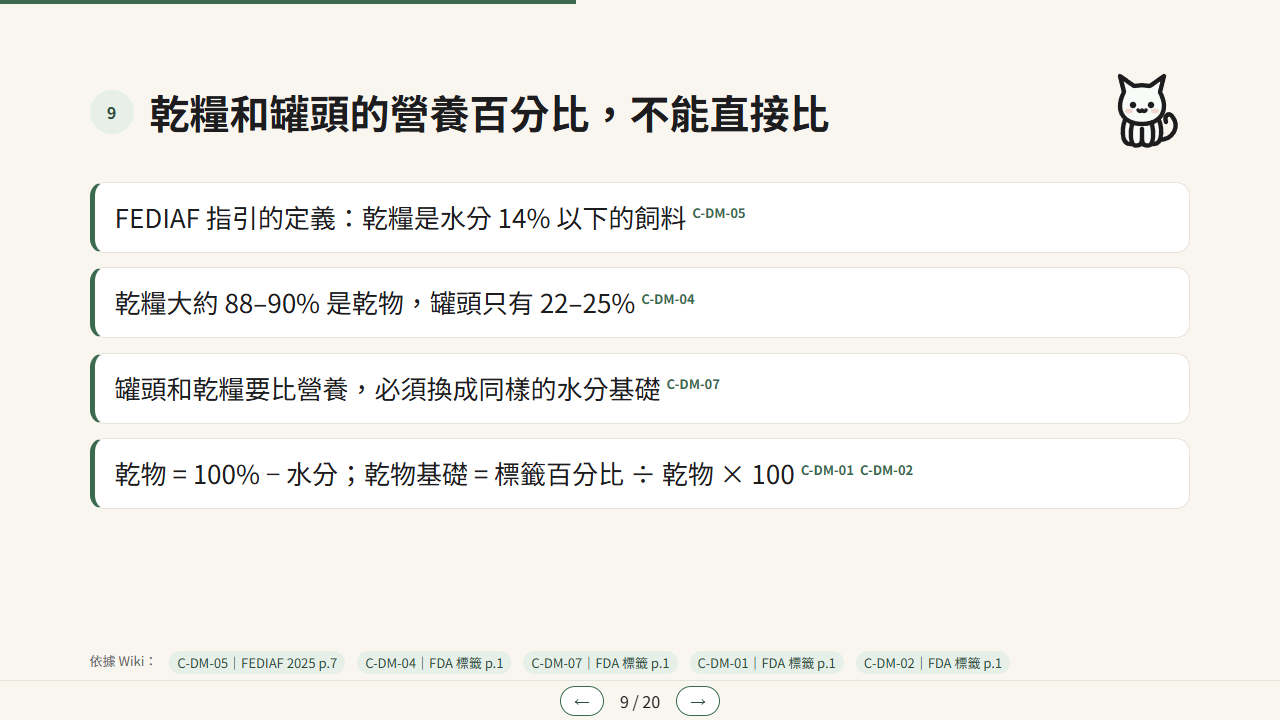 9 乾糧和罐頭的營養百分比，不能直接比
FEDIAF 指引的定義：乾糧是水分 14% 以下的飼料 C-DM-05
乾糧大約 88–90% 是乾物，罐頭只有 22–25% C-DM-04
罐頭和乾糧要比營養，必須換成同樣的水分基礎 C-DM-07
乾物 = 100% − 水分；乾物基礎 = 標籤百分比 ÷ 乾物 × 100 C-DM-01 C-DM-02
依據 Wiki： C-DM-05｜FEDIAF 2025 p.7 C-DM-04｜FDA 標籤 p.1 C-DM-07｜FDA 標籤 p.1 C-DM-01｜FDA 標籤 p.1 C-DM-02｜FDA 標籤 p.1
← 9 / 20 →